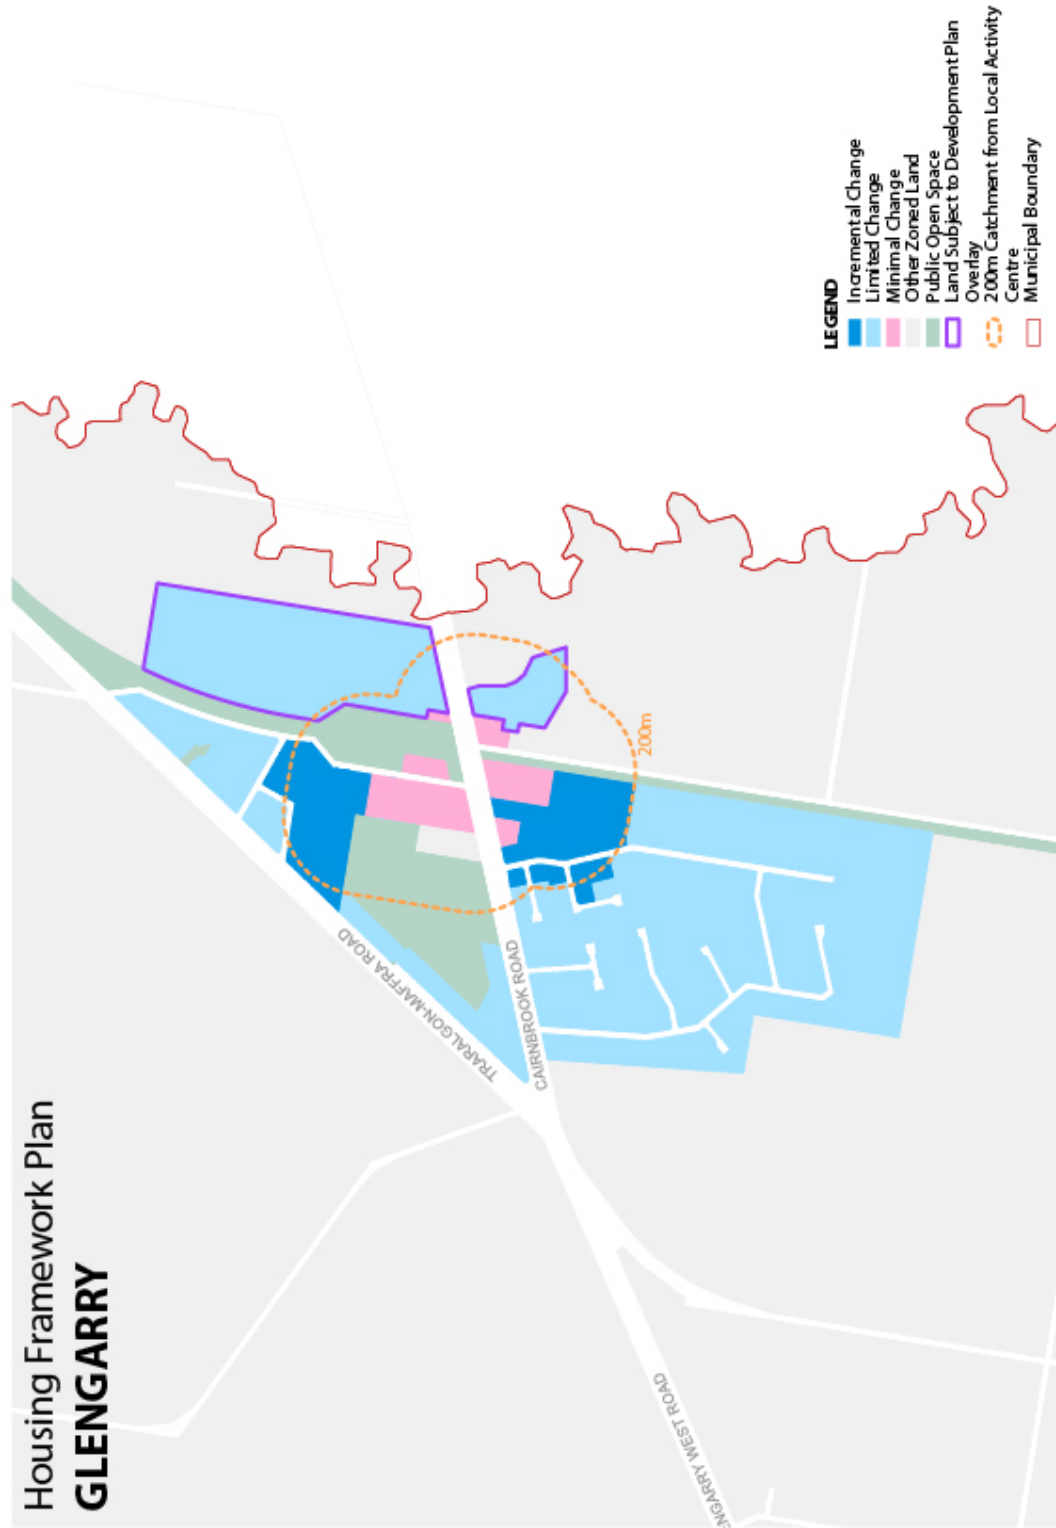 Housing Framework Plan
GLENGARRY
TRARALGON-MAFFRA ROAD
CAIRNBROOK ROAD
ENGARRY WEST ROAD
200m
LEGEND
Incremental Change
Limited Change
Minimal Change
Other Zoned Land
Public Open Space
Land Subject to Development Plan
Overlay
200m Catchment from Local Activity
Centre
Municipal Boundary